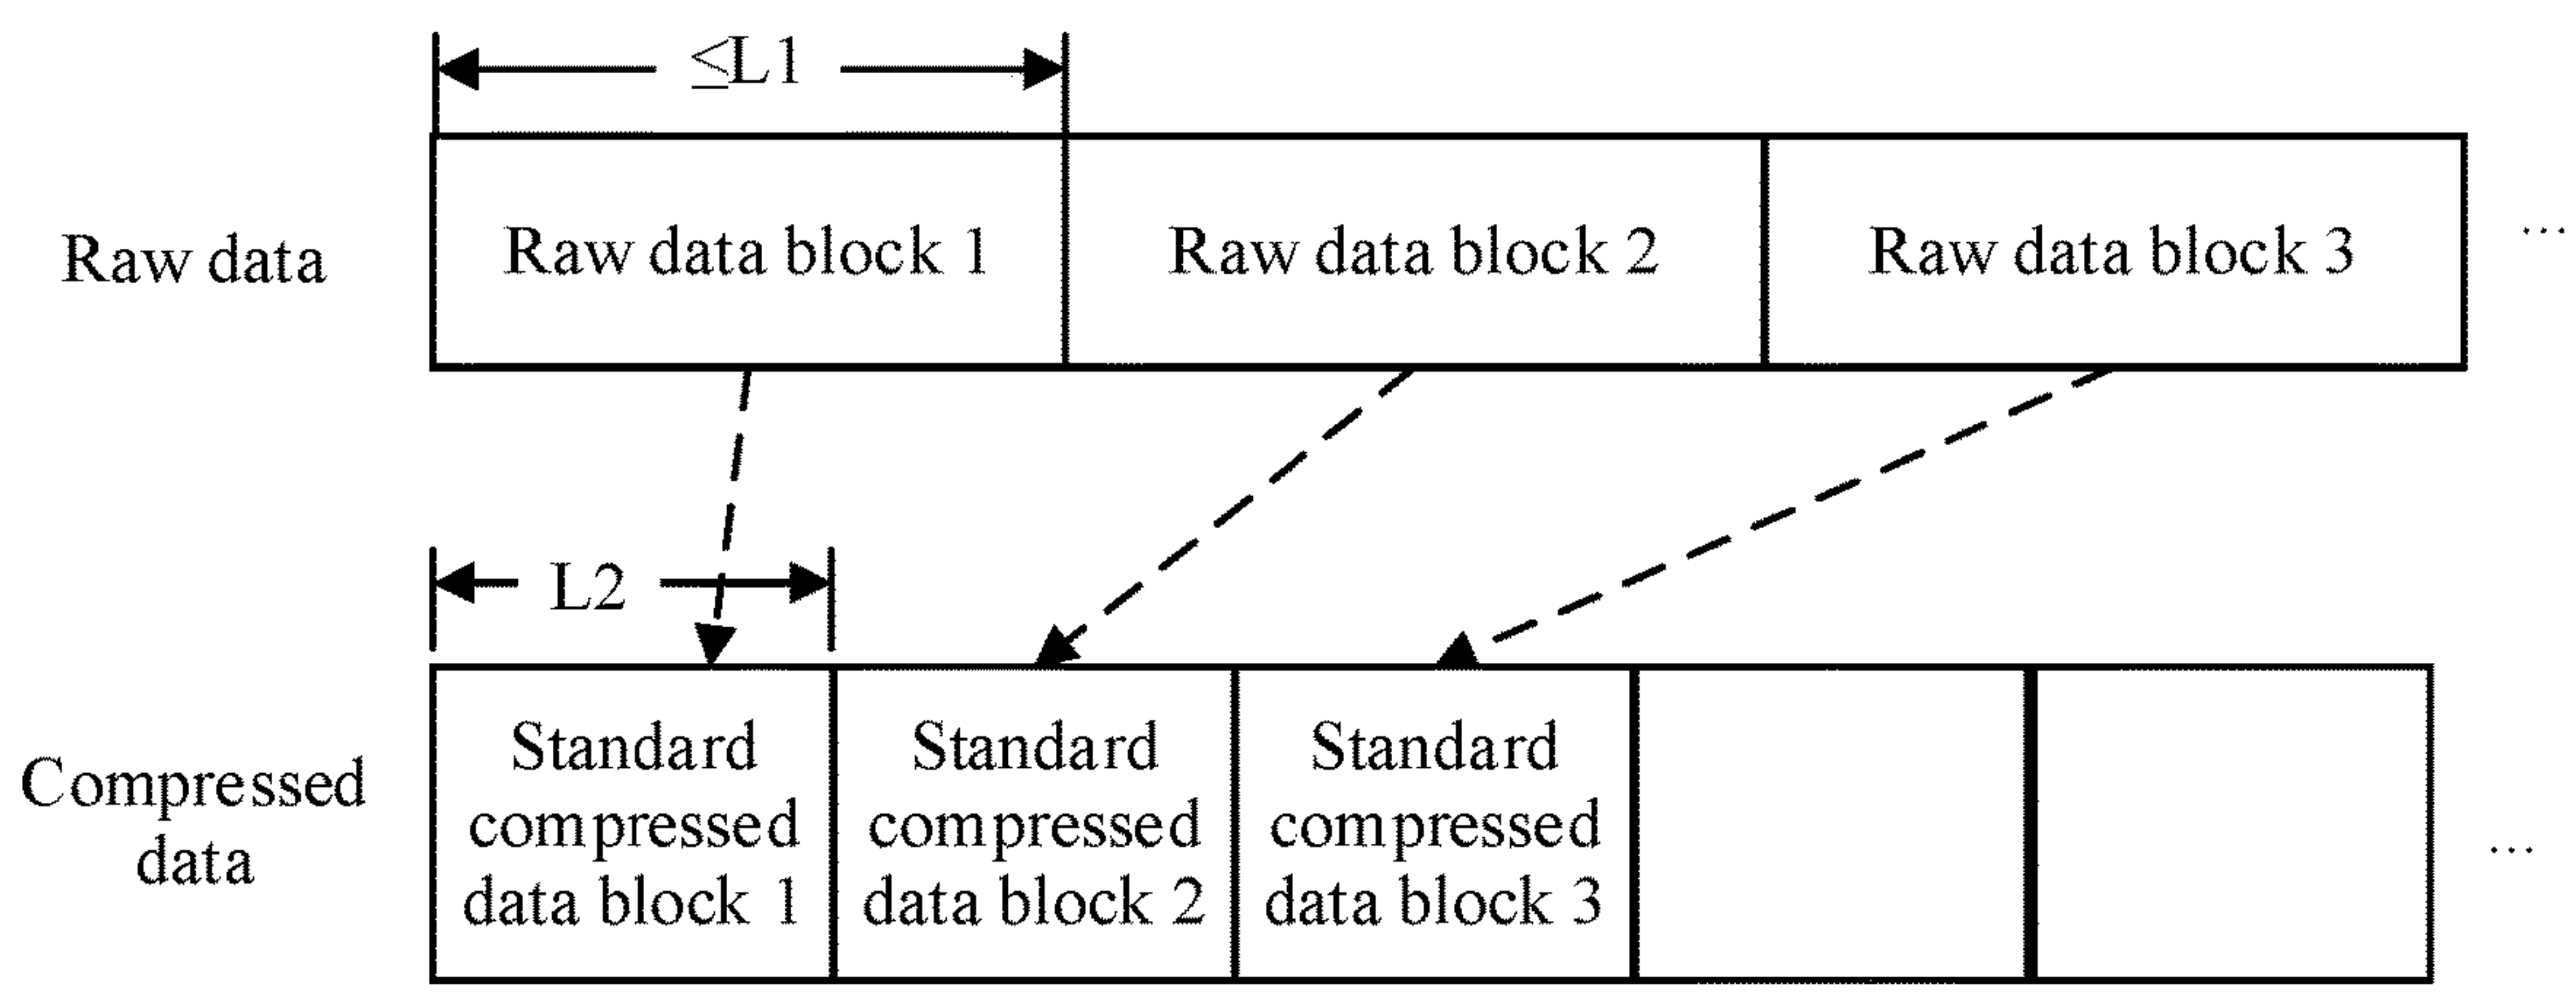 ≤L1
Raw data
Raw data block 1
Raw data block 2
Raw data block 3
...
L2
Compressed
data
Standard
compressed
data block 1
Standard
compressed
data block 2
Standard
compressed
data block 3
...